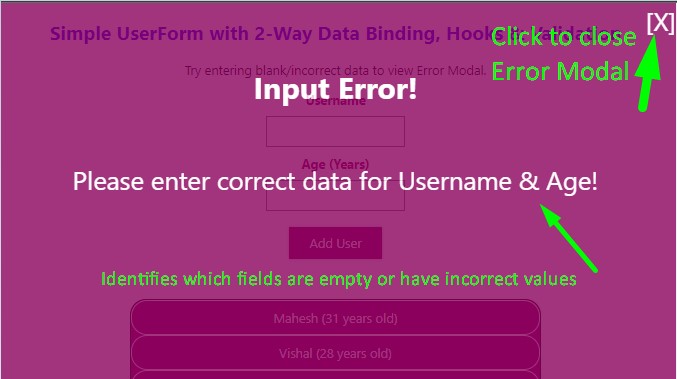 Simple UserForm with 2-Way Data Binding, Hooks & Validation
[X]
Click to close
Error Modal
Try entering blank/incorrect data to view Error Modal.
Input Error!
Username
Age (Years)
Please enter correct data for Username & Age!
Add User
Identifies which fields are empty or have incorrect values
Mahesh (31 years old)
Vishal (28 years old)